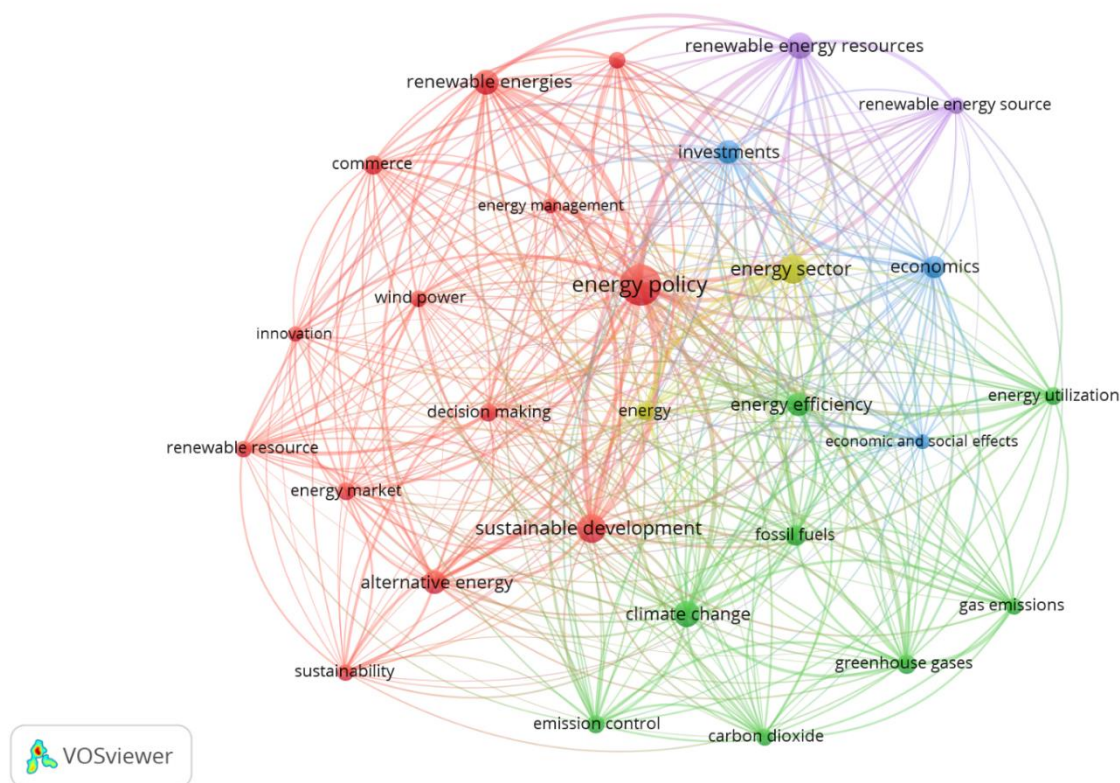 renewable energy resources
renewable energies
renewable energy source
investments
commerce
energy management
energy sector
economics
energy policy
wind power
innovation
energy utilization
decision making
energy
energy efficiency
economic and social effects
renewable resource
energy market
sustainable development
fossil fuels
alternative energy
gas emissions
climate change
greenhouse gases
sustainability
emission control
carbon dioxide
VOSviewer